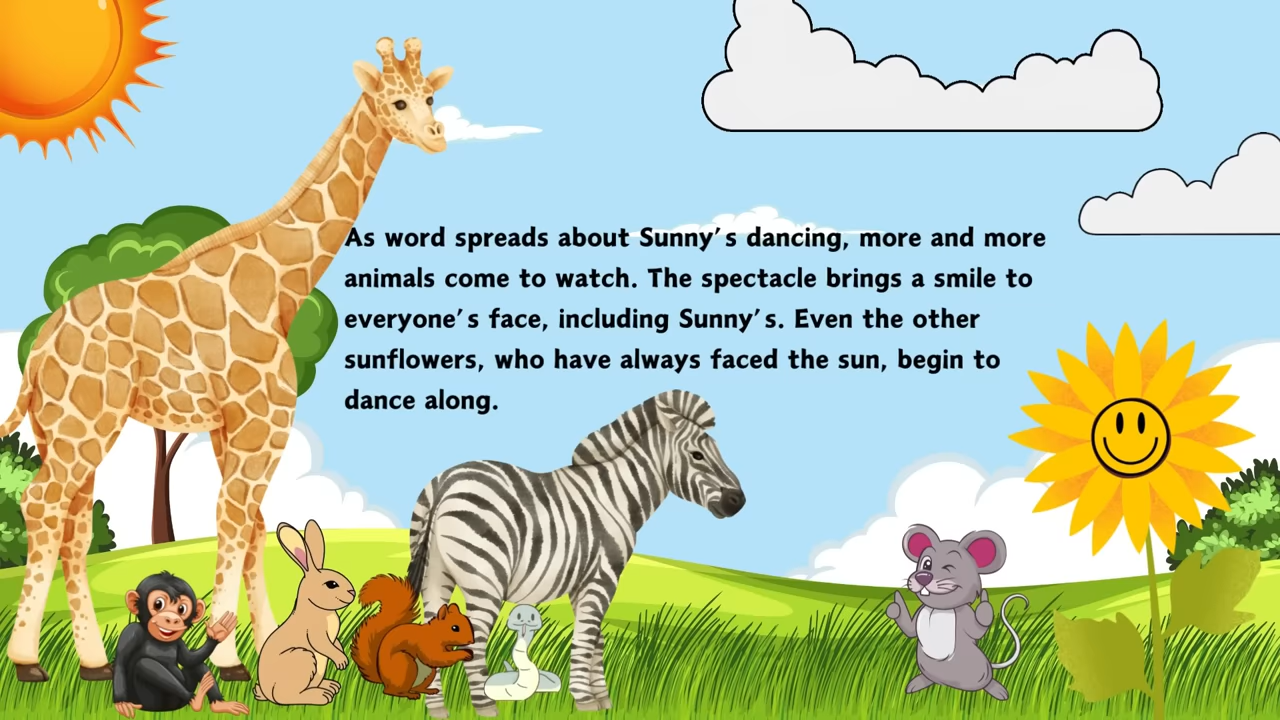 As word spreads about Sunny's dancing, more and more
animals come to watch. The spectacle brings a smile to
everyone's face, including Sunny's. Even the other
sunflowers, who have always faced the sun, begin to
dance along.